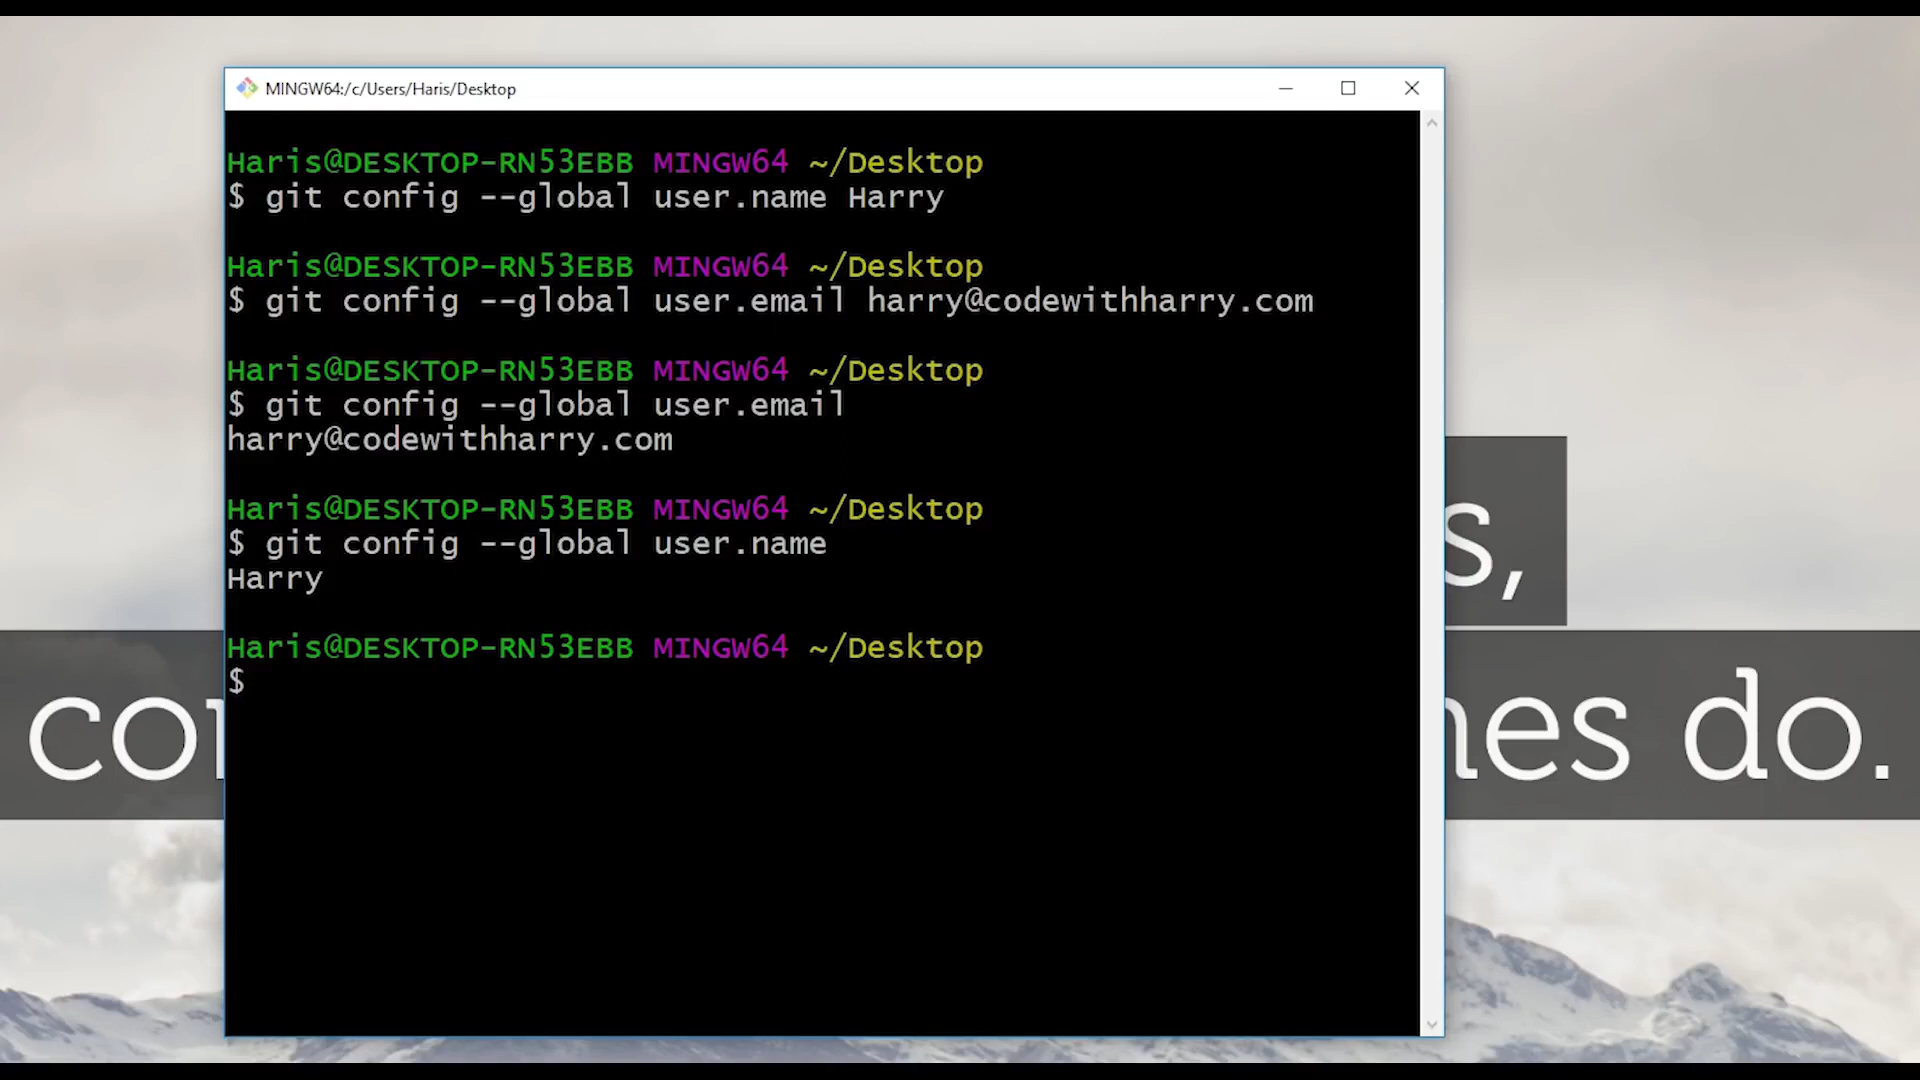 MINGW64:/c/Users/Haris/Desktop
Haris@DESKTOP-RN53EBB MINGW64 ~/Desktop
$ git config --global user.name Harry
Haris@DESKTOP-RN53EBB MINGW64 ~/Desktop
$ git config --global user.email harry@codewithharry.com
Haris@DESKTOP-RN53EBB MINGW64 ~/Desktop
$ git config --global user.email
harry@codewithharry.com
Haris@DESKTOP-RN53EBB MINGW64 ~/Desktop
$ git config --global user.name
Harry
Haris@DESKTOP-RN53EBB MINGW64 ~/Desktop
$
do.